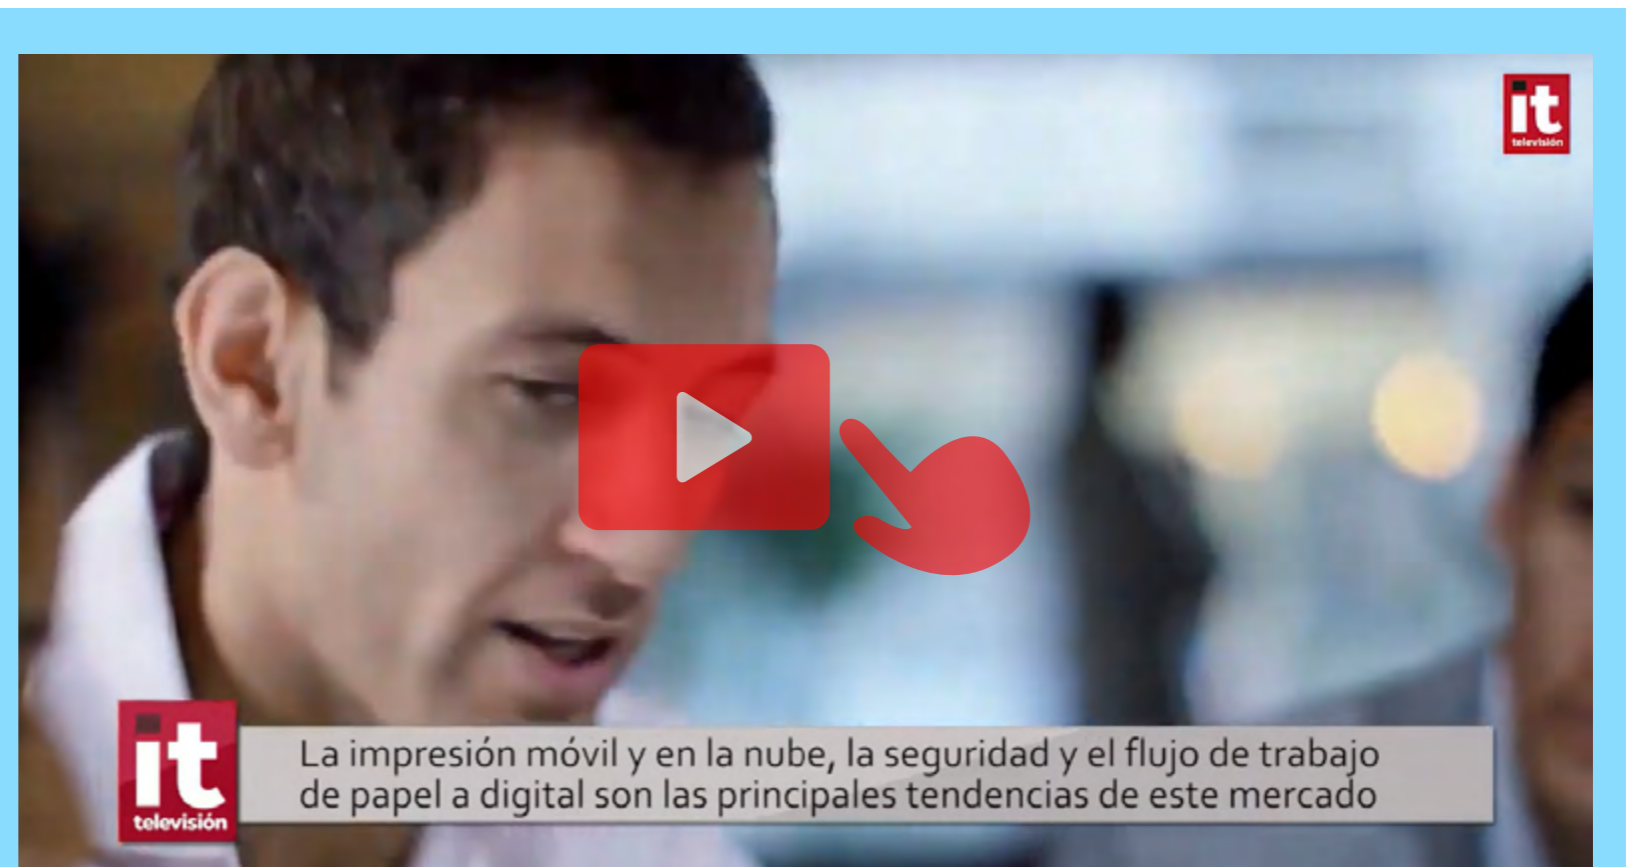 it
televisión
La impresión móvil y en la nube, la seguridad y el flujo de trabajo
de papel a digital son las principales tendencias de este mercado
it
televisión